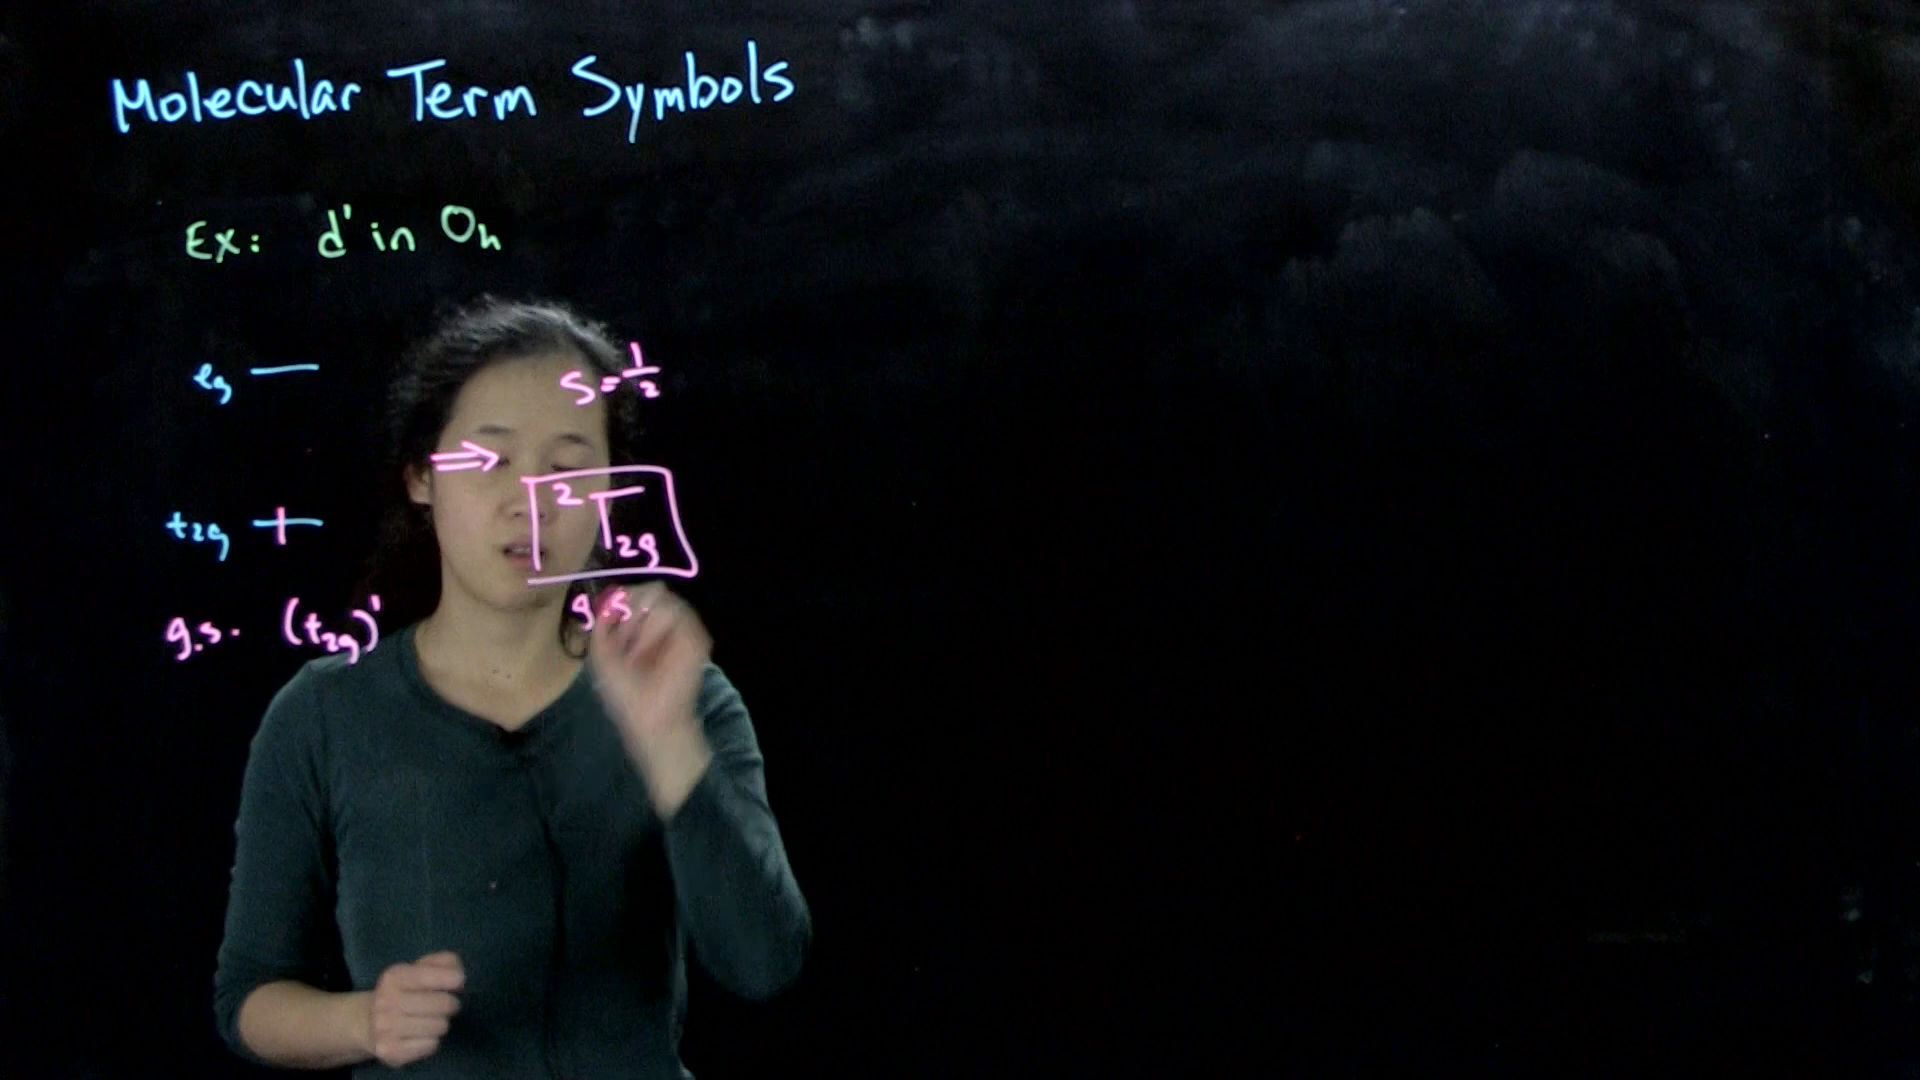 Molecular Term Symbols
Ex: d¹ in Oh
eg
S = 1/2
⇒
²T₂g
t₂g
g.s.
g.s. (t₂g)¹